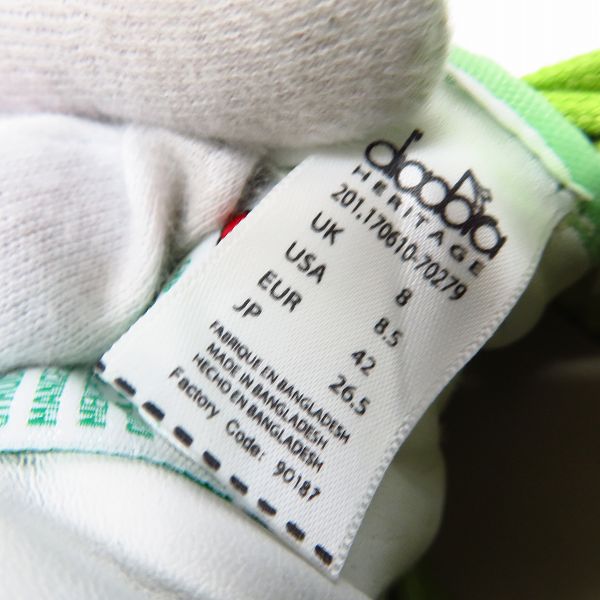 diadora
HERITAGE
201.170610-70279
UK 8
USA 8.5
EUR 42
JP 26.5
FABRIQUE EN BANGLADESH
MADE IN BANGLADESH
HECHO EN BANGLADESH
Factory Code: 90187